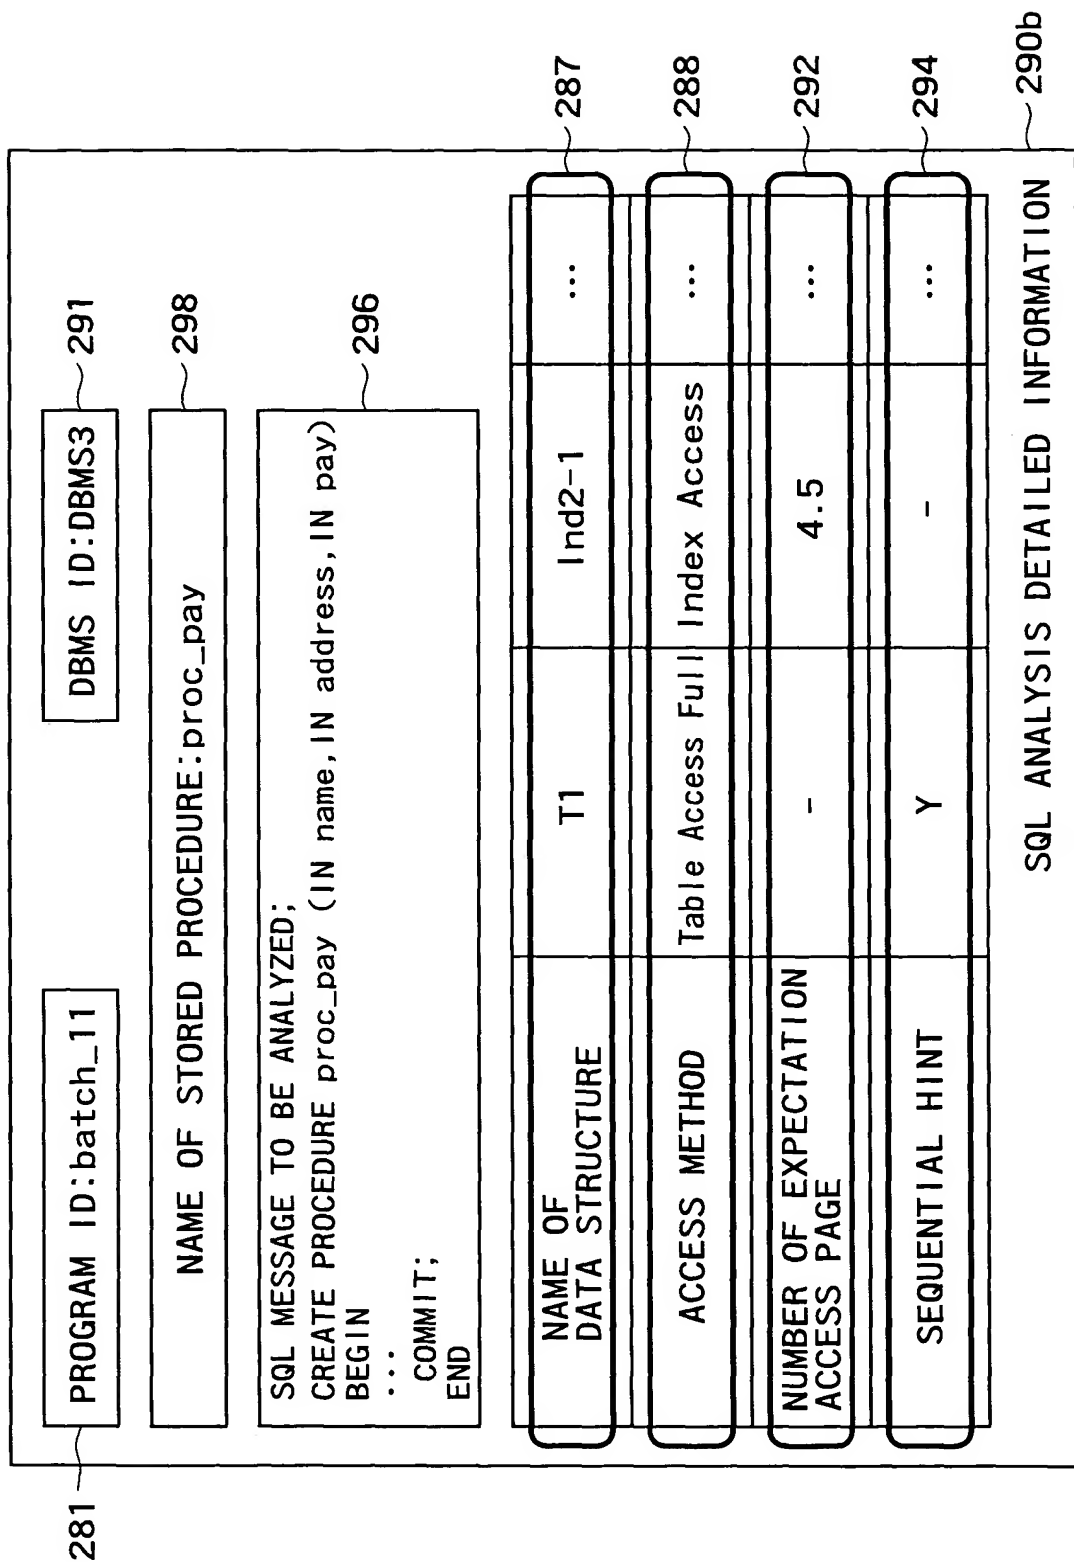 PROGRAM ID:batch_11
DBMS ID:DBMS3
281
291
NAME OF STORED PROCEDURE:proc_pay
298
SQL MESSAGE TO BE ANALYZED;
CREATE PROCEDURE proc_pay (IN name,IN address,IN pay)
BEGIN
...
COMMIT;
END
296
NAME OF
DATA STRUCTURE
T1
Ind2-1
...
287
ACCESS METHOD
Table Access Full
Index Access
...
288
NUMBER OF EXPECTATION
ACCESS PAGE
-
4.5
...
292
SEQUENTIAL HINT
Y
-
...
294
SQL ANALYSIS DETAILED INFORMATION
290b